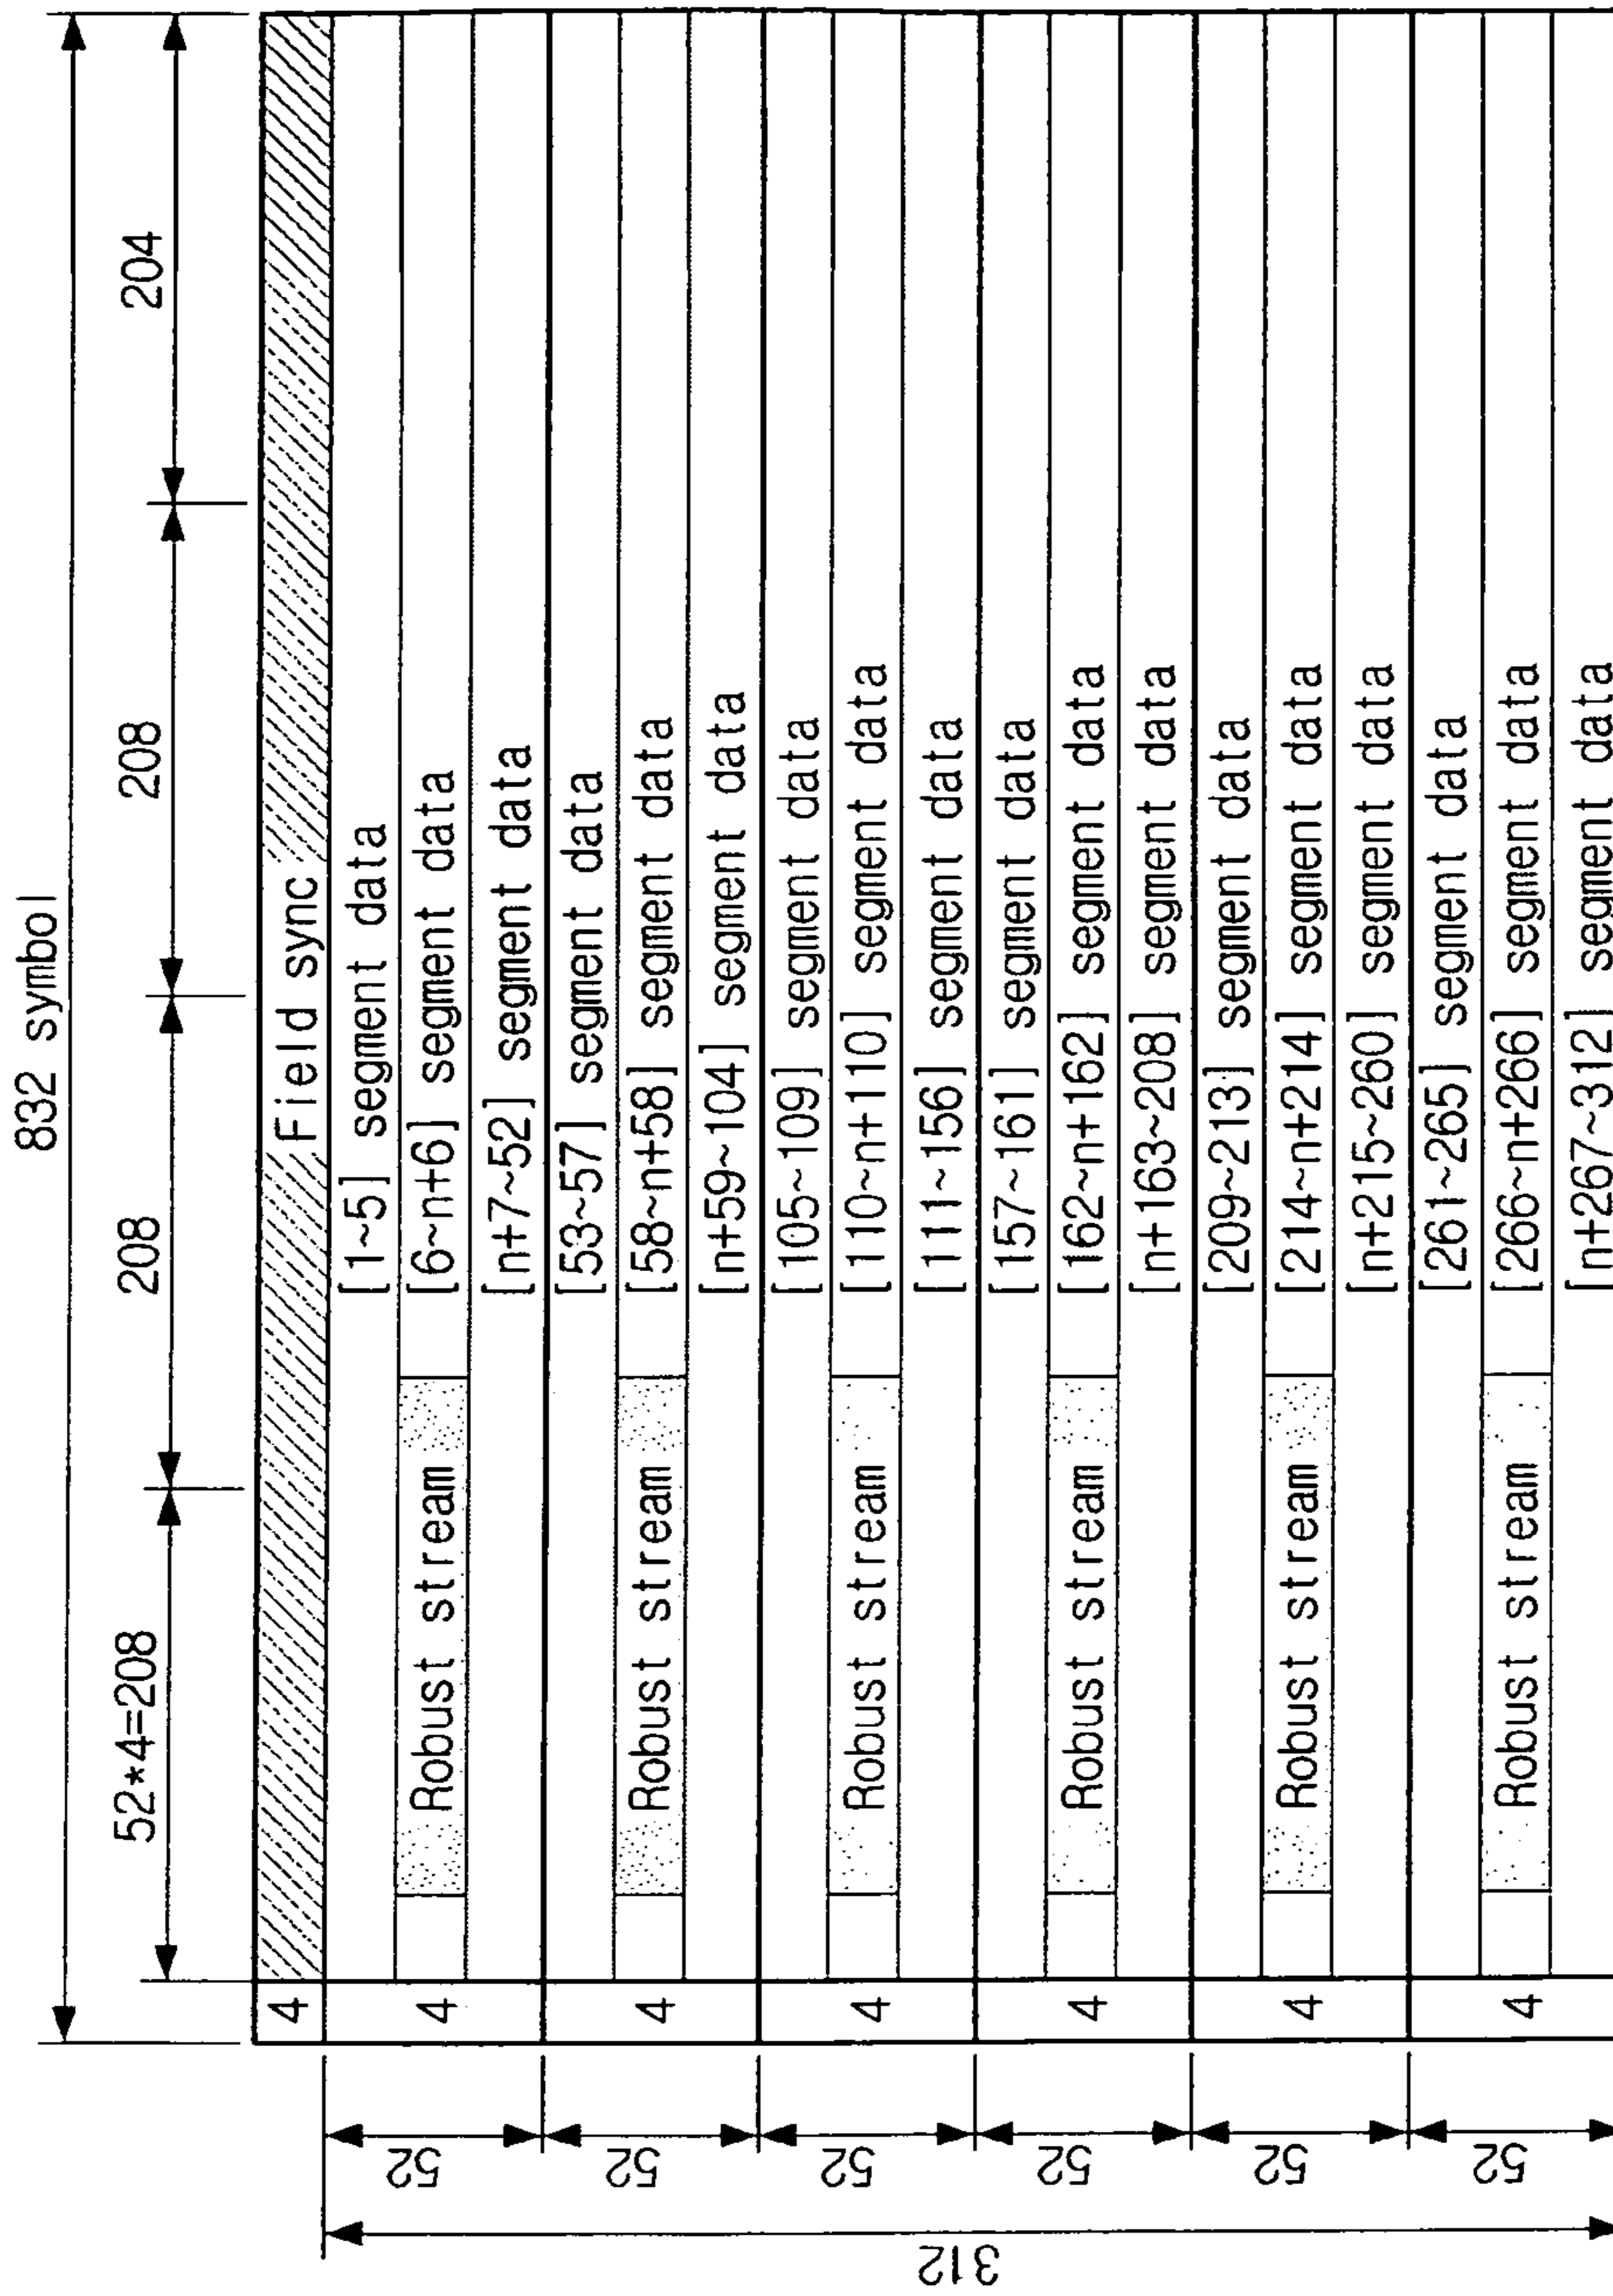 832 symbol
52*4=208
208
208
204
4
Field sync
52
4
[1~5] segment data
Robust stream
[6~n+6] segment data
[n+7~52] segment data
52
4
[53~57] segment data
Robust stream
[58~n+58] segment data
[n+59~104] segment data
52
4
[105~109] segment data
Robust stream
[110~n+110] segment data
[111~156] segment data
52
4
[157~161] segment data
Robust stream
[162~n+162] segment data
[n+163~208] segment data
52
4
[209~213] segment data
Robust stream
[214~n+214] segment data
[n+215~260] segment data
52
4
[261~265] segment data
Robust stream
[266~n+266] segment data
[n+267~312] segment data
312